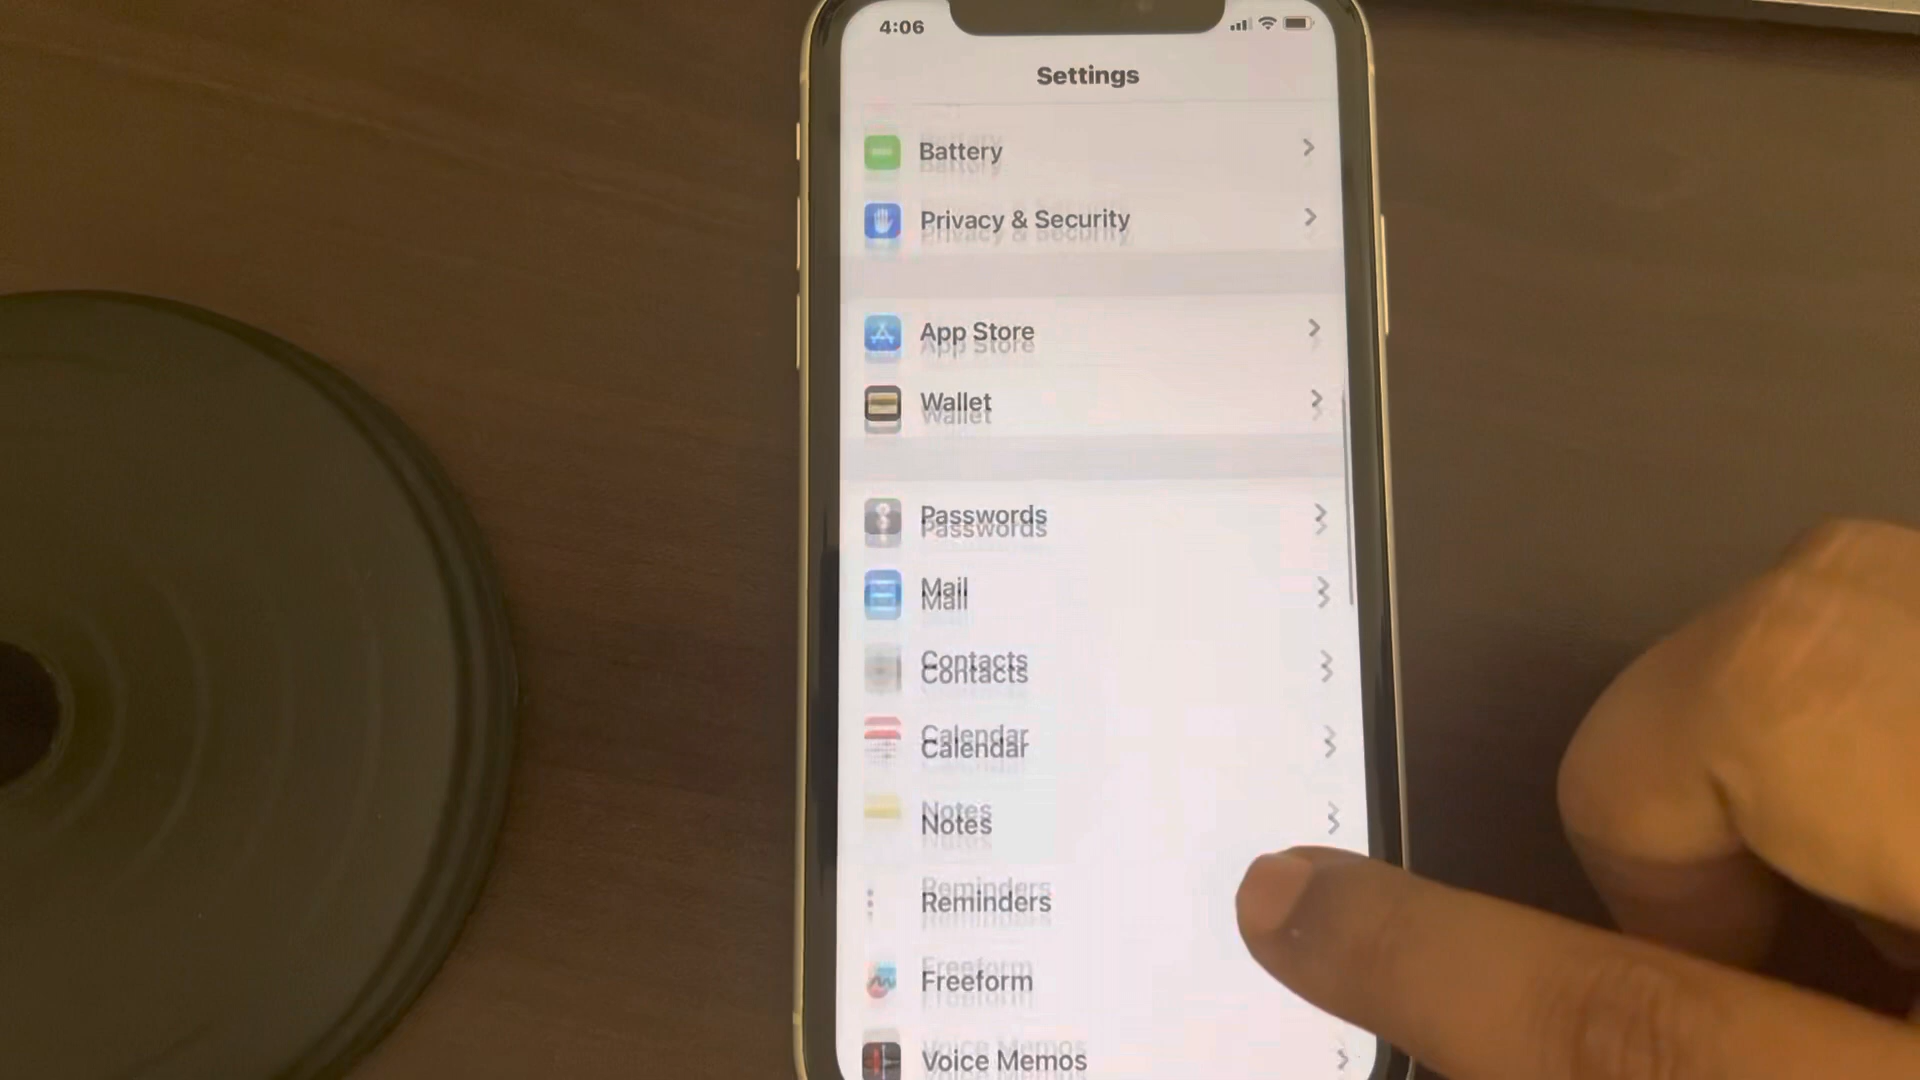 4:06
Settings
Battery
Privacy & Security
App Store
Wallet
Passwords
Mail
Contacts
Calendar
Notes
Reminders
Freeform
Voice Memos